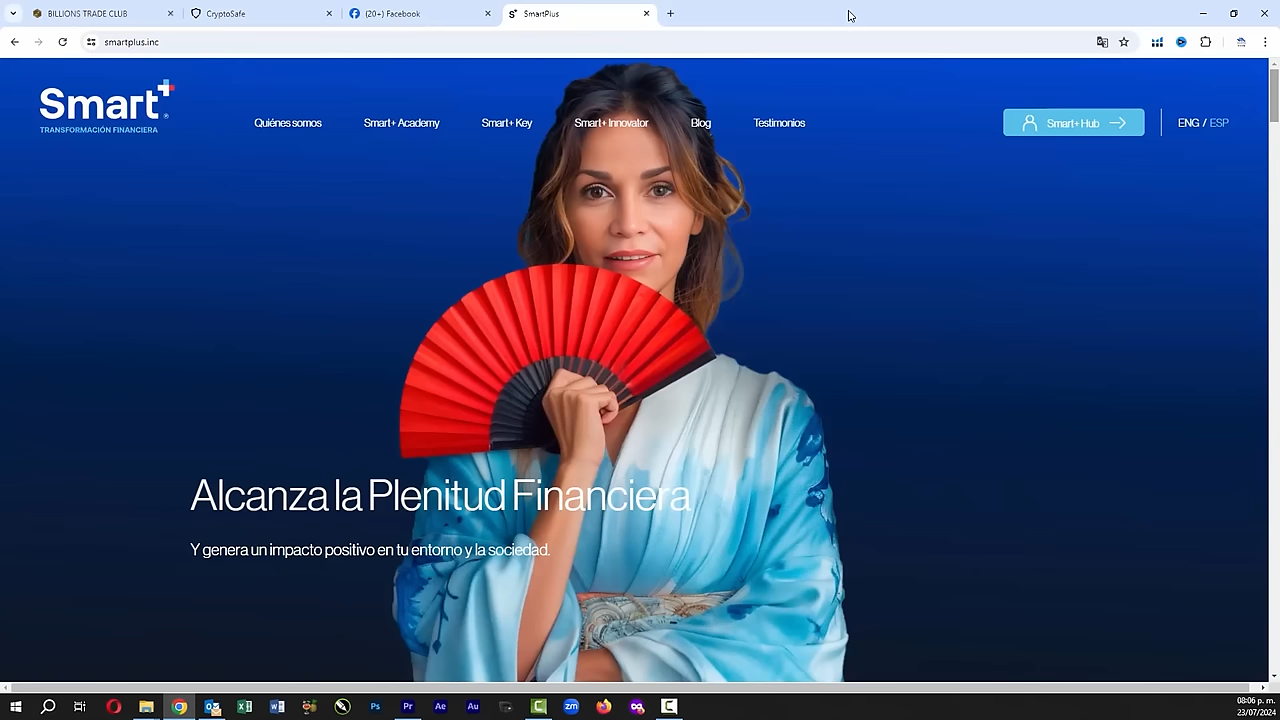 BILLIONS TRADE CLUB
CryptoSafe
(20+) Facebook
SmartPlus
smartplus.inc
Smart+
TRANSFORMACIÓN FINANCIERA
Quiénes somos
Smart+ Academy
Smart+ Key
Smart+ Innovator
Blog
Testimonios
Smart+ Hub
ENG / ESP
Alcanza la Plenitud Financiera
Y genera un impacto positivo en tu entorno y la sociedad.
08:06 p. m.
23/07/2024